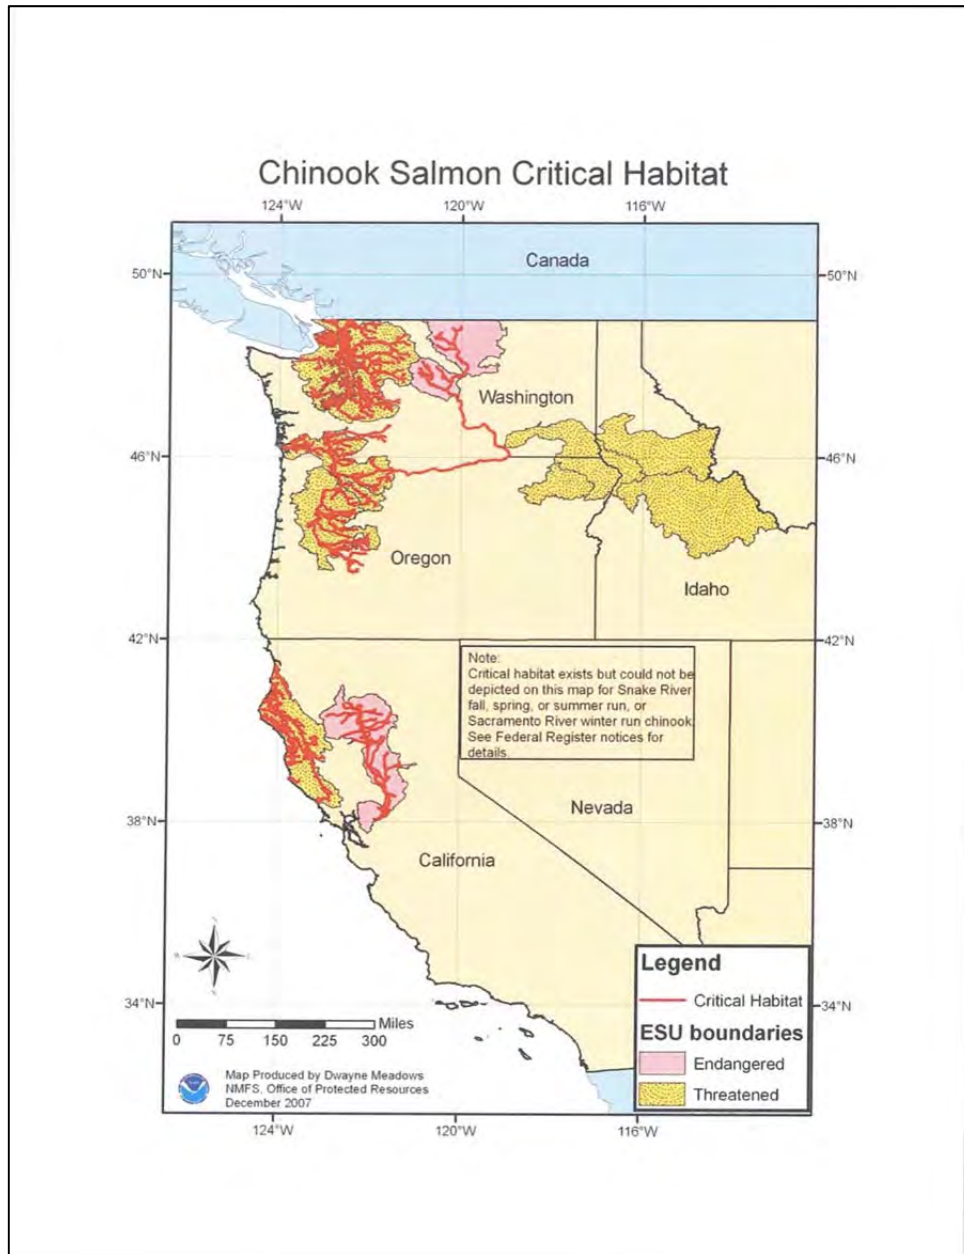 Chinook Salmon Critical Habitat
124°W 120°W 116°W
Canada
50°N 50°N
Washington
46°N 46°N
Oregon
Idaho
42°N 42°N
Note:
Critical habitat exists but could not be
depicted on this map for Snake River
fall, spring, or summer run, or
Sacramento River winter run chinook.
See Federal Register notices for
details.
Nevada
38°N 38°N
California
Legend
Critical Habitat
34°N 34°N
ESU boundaries
Endangered
Threatened
Miles
0 75 150 225 300
Map Produced by Dwayne Meadows
NMFS, Office of Protected Resources
December 2007
124°W 120°W 116°W